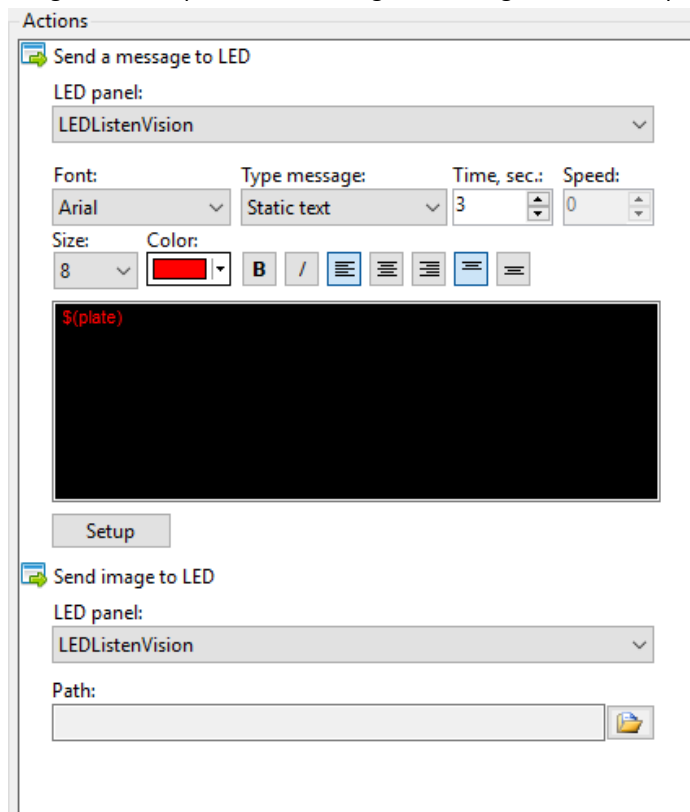 Actions
Send a message to LED
LED panel:
LEDListenVision
Font: Type message: Time, sec.: Speed:
Arial Static text 3 0
Size: Color:
8 B I
$(plate)
Setup
Send image to LED
LED panel:
LEDListenVision
Path: